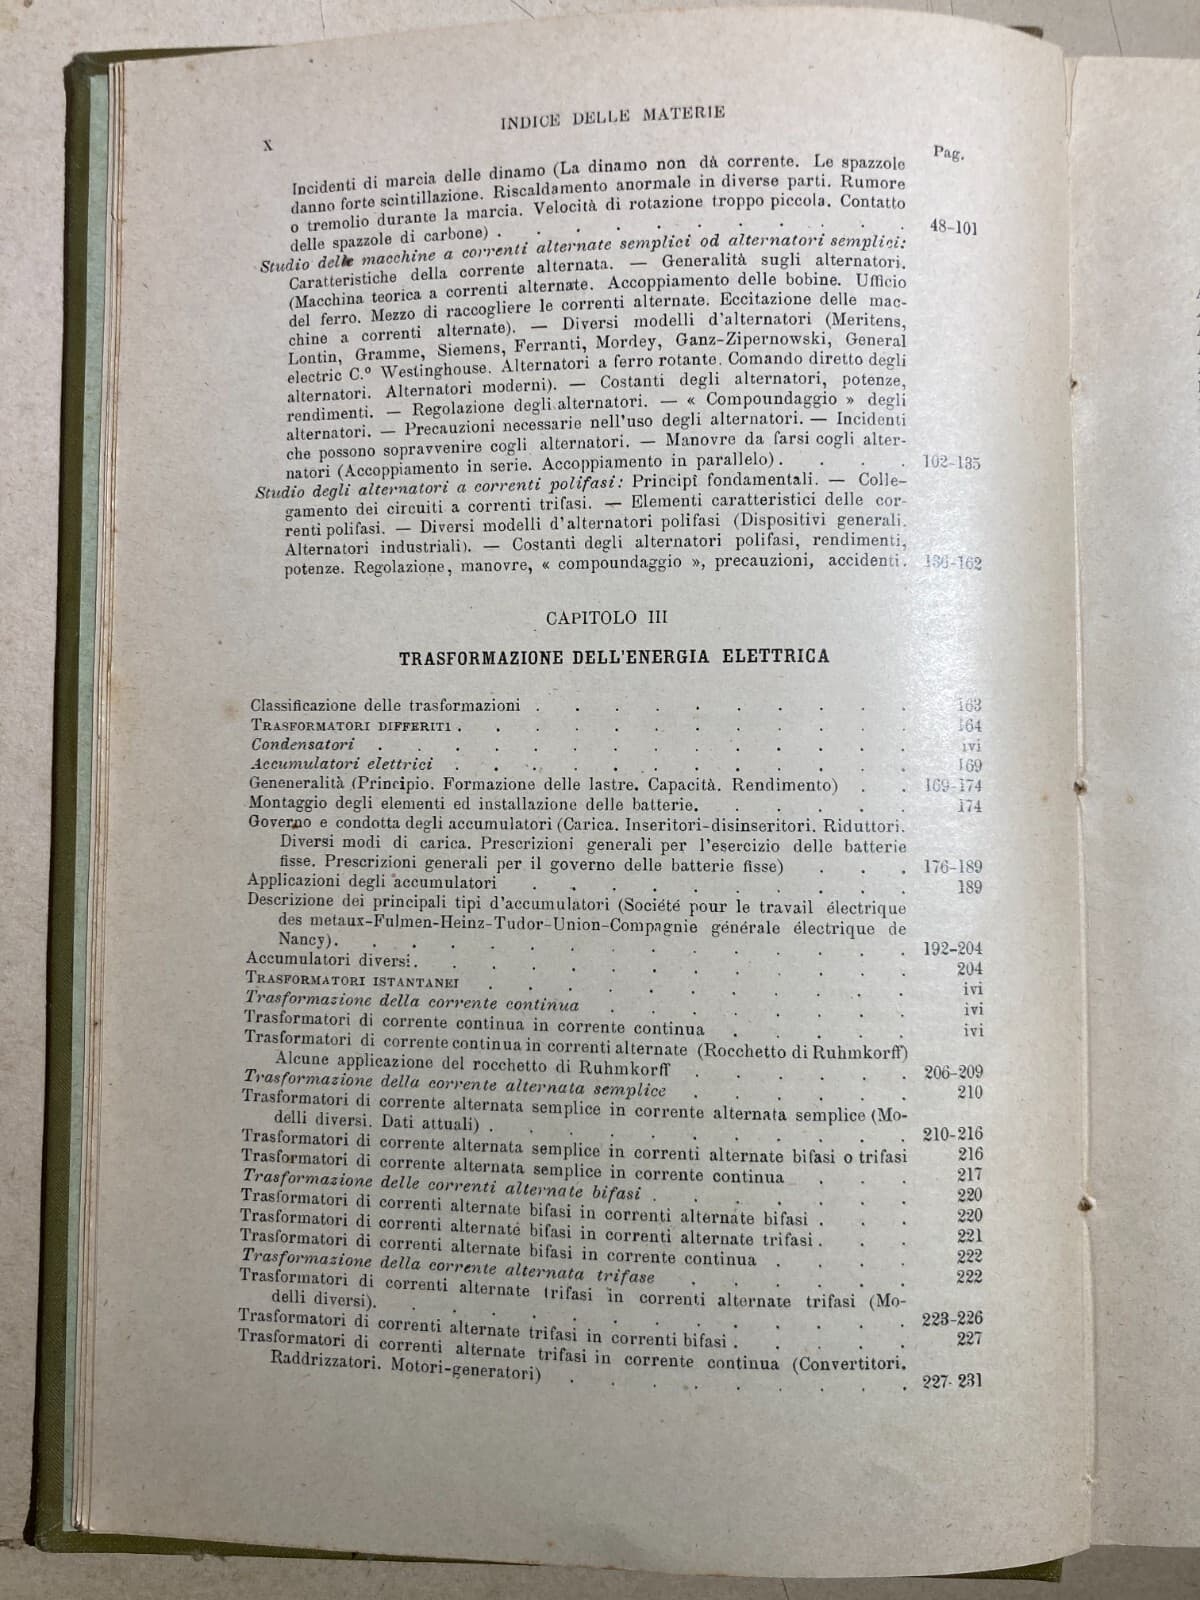 X
INDICE DELLE MATERIE
Pag.
Incidenti di marcia delle dinamo (La dinamo non dà corrente. Le spazzole
danno forte scintillazione. Riscaldamento anormale in diverse parti. Rumore
o tremolio durante la marcia. Velocità di rotazione troppo piccola. Contatto
delle spazzole di carbone) . . . . . . . . . . . 48-101
Studio delle macchine a correnti alternate semplici od alternatori semplici:
Caratteristiche della corrente alternata. — Generalità sugli alternatori.
(Macchina teorica a correnti alternate. Accoppiamento delle bobine. Ufficio
del ferro. Mezzo di raccogliere le correnti alternate. Eccitazione delle mac-
chine a correnti alternate). — Diversi modelli d'alternatori (Meritens,
Lontin, Gramme, Siemens, Ferranti, Mordey, Ganz-Zipernowski, General
electric C.º Westinghouse. Alternatori a ferro rotante. Comando diretto degli
alternatori. Alternatori moderni). — Costanti degli alternatori, potenze,
rendimenti. — Regolazione degli alternatori. — « Compoundaggio » degli
alternatori. — Precauzioni necessarie nell'uso degli alternatori. — Incidenti
che possono sopravvenire cogli alternatori. — Manovre da farsi cogli alter-
natori (Accoppiamento in serie. Accoppiamento in parallelo) . . . . 102-135
Studio degli alternatori a correnti polifasi: Principî fondamentali. — Colle-
gamento dei circuiti a correnti trifasi. — Elementi caratteristici delle cor-
renti polifasi. — Diversi modelli d'alternatori polifasi (Dispositivi generali.
Alternatori industriali). — Costanti degli alternatori polifasi, rendimenti,
potenze. Regolazione, manovre, « compoundaggio », precauzioni, accidenti. 136-162
CAPITOLO III
TRASFORMAZIONE DELL'ENERGIA ELETTRICA
Classificazione delle trasformazioni . . . . . . . . . . 163
TRASFORMATORI DIFFERITI . . . . . . . . . . . . 164
Condensatori . . . . . . . . . . . . . ivi
Accumulatori elettrici . . . . . . . . . . . . 169
Geneneralità (Principio. Formazione delle lastre. Capacità. Rendimento) . . 169-174
Montaggio degli elementi ed installazione delle batterie. . . . . . 174
Governo e condotta degli accumulatori (Carica. Inseritori-disinseritori. Riduttori.
Diversi modi di carica. Prescrizioni generali per l'esercizio delle batterie
fisse. Prescrizioni generali per il governo delle batterie fisse) . . . 176-189
Applicazioni degli accumulatori . . . . . . . . . . 189
Descrizione dei principali tipi d'accumulatori (Société pour le travail électrique
des metaux-Fulmen-Heinz-Tudor-Union-Compagnie générale électrique de
Nancy). . . . . . . . . . . . . . . 192-204
Accumulatori diversi. . . . . . . . . . . . . 204
TRASFORMATORI ISTANTANEI . . . . . . . . . . . ivi
Trasformazione della corrente continua . . . . . . . . ivi
Trasformatori di corrente continua in corrente continua . . . . . ivi
Trasformatori di corrente continua in correnti alternate (Rocchetto di Ruhmkorff)
Alcune applicazione del rocchetto di Ruhmkorff . . . . . . 206-209
Trasformazione della corrente alternata semplice . . . . . . 210
Trasformatori di corrente alternata semplice in corrente alternata semplice (Mo-
delli diversi. Dati attuali) . . . . . . . . . . . 210-216
Trasformatori di corrente alternata semplice in correnti alternate bifasi o trifasi 216
Trasformatori di corrente alternata semplice in corrente continua . . . 217
Trasformazione delle correnti alternate bifasi . . . . . . . 220
Trasformatori di correnti alternate bifasi in correnti alternate bifasi . . . 220
Trasformatori di correnti alternate bifasi in correnti alternate trifasi . . . 221
Trasformatori di correnti alternate bifasi in corrente continua . . . . 222
Trasformazione della corrente alternata trifase . . . . . . 222
Trasformatori di correnti alternate trifasi in correnti alternate trifasi (Mo-
delli diversi). . . . . . . . . . . . . . 223-226
Trasformatori di correnti alternate trifasi in correnti bifasi . . . . . 227
Trasformatori di correnti alternate trifasi in corrente continua (Convertitori.
Raddrizzatori. Motori-generatori) . . . . . . . . . 227-231